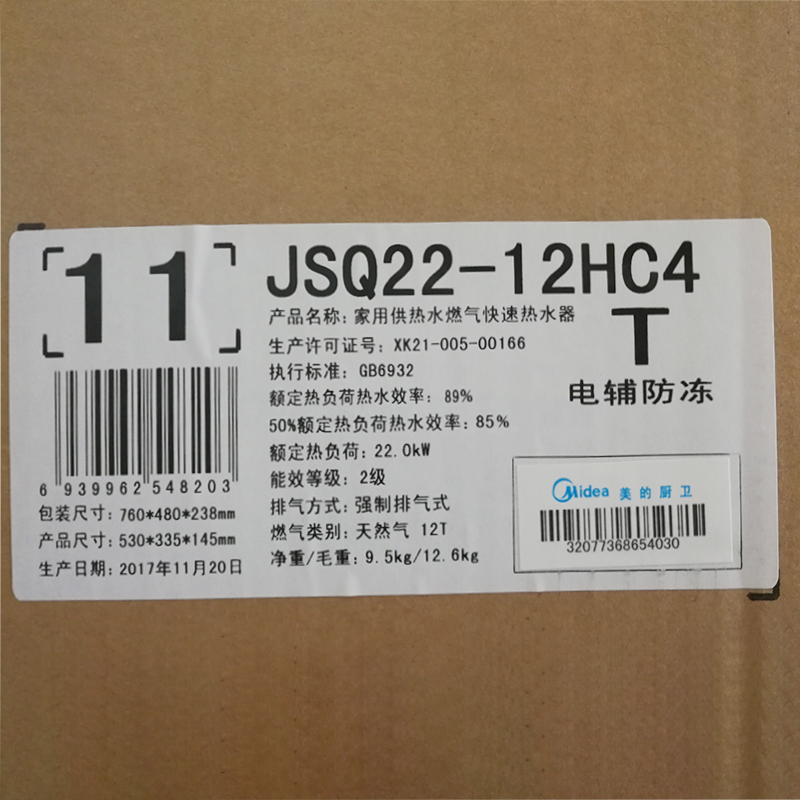 11
JSQ22-12HC4
T
电辅防冻
产品名称：家用供热水燃气快速热水器
生产许可证号：XK21-005-00166
执行标准：GB6932
额定热负荷热水效率：89%
50%额定热负荷热水效率：85%
额定热负荷：22.0kW
能效等级：2级
排气方式：强制排气式
燃气类别：天然气 12T
净重/毛重：9.5kg/12.6kg
6 939962 548203
包装尺寸：760*480*238mm
产品尺寸：530*335*145mm
生产日期：2017年11月20日
Midea 美的厨卫
32077368654030